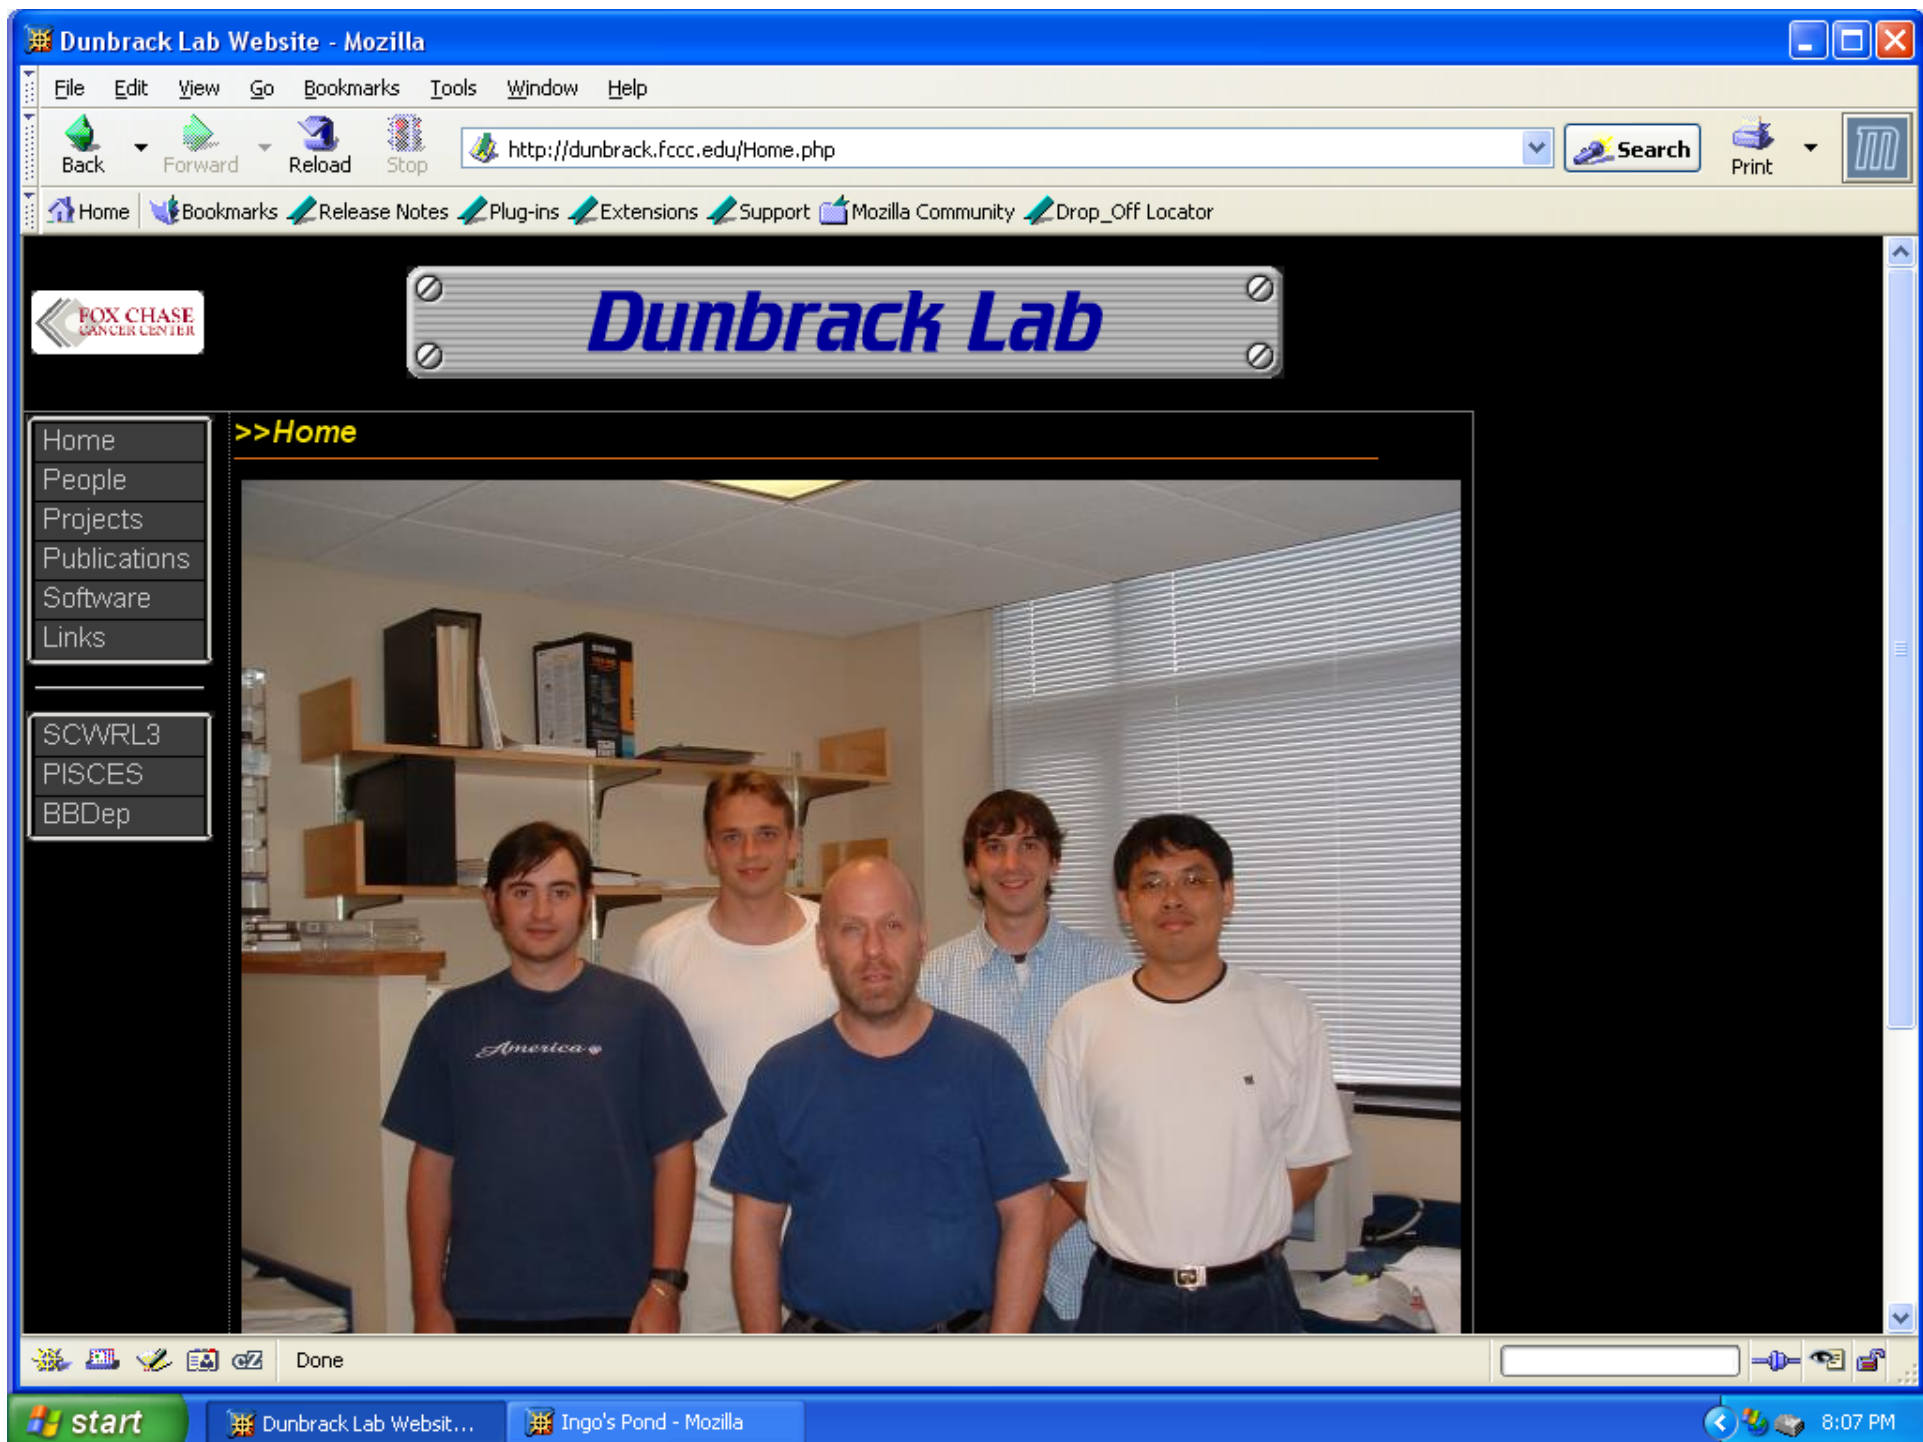 Dunbrack Lab Website - Mozilla
File Edit View Go Bookmarks Tools Window Help
Back Forward Reload Stop http://dunbrack.fccc.edu/Home.php Search Print
Home Bookmarks Release Notes Plug-ins Extensions Support Mozilla Community Drop_Off Locator
FOX CHASE
CANCER CENTER
Dunbrack Lab
>>Home
Home
People
Projects
Publications
Software
Links
SCWRL3
PISCES
BBDep
America
Done
start Dunbrack Lab Websit... Ingo's Pond - Mozilla 8:07 PM